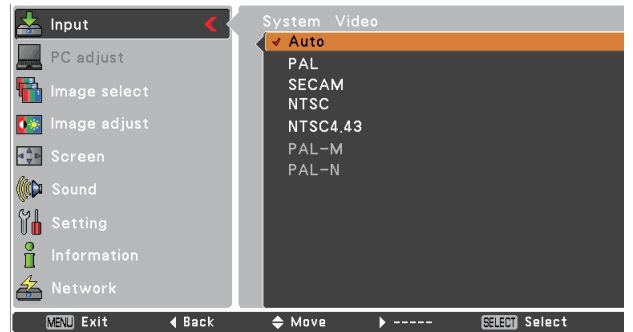 Input
PC adjust
Image select
Image adjust
Screen
Sound
Setting
Information
Network
System Video
Auto
PAL
SECAM
NTSC
NTSC4.43
PAL-M
PAL-N
MENU Exit Back Move ----- SELECT Select